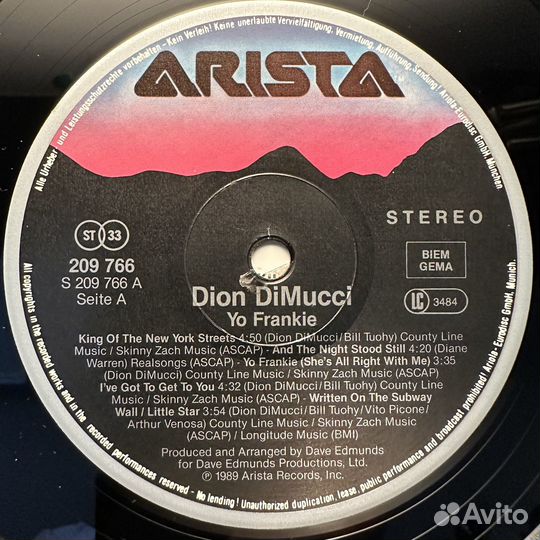 Alle Urheber- und Leistungsschutzrechte vorbehalten - Kein Verleih! Keine unerlaubte Vervielfältigung, Vermietung, Aufführung, Sendung! Ariola-Eurodisc GmbH, München
ARISTA
STEREO
ST 33
209 766
S 209 766 A
Seite A
BIEM
GEMA
LC 3484
Dion DiMucci
Yo Frankie
King Of The New York Streets 4:50 (Dion DiMucci/Bill Tuohy) County Line
Music / Skinny Zach Music (ASCAP) - And The Night Stood Still 4:20 (Diane
Warren) Realsongs (ASCAP) - Yo Frankie (She's All Right With Me) 3:35
(Dion DiMucci) County Line Music / Skinny Zach Music (ASCAP)
I've Got To Get To You 4:32 (Dion DiMucci/Bill Tuohy) County Line
Music / Skinny Zach Music (ASCAP) - Written On The Subway
Wall / Little Star 3:54 (Dion DiMucci/Bill Tuohy/Vito Picone/
Arthur Venosa) County Line Music / Skinny Zach Music
(ASCAP) / Longitude Music (BMI)
Produced and Arranged by Dave Edmunds
for Dave Edmunds Productions, Ltd.
℗ 1989 Arista Records, Inc.
All copyrights in the recorded works and in the recorded performances reserved - No lending! Unauthorized duplication, lease, public performance and broadcast prohibited! Ariola-Eurodisc GmbH, Munich.
Avito